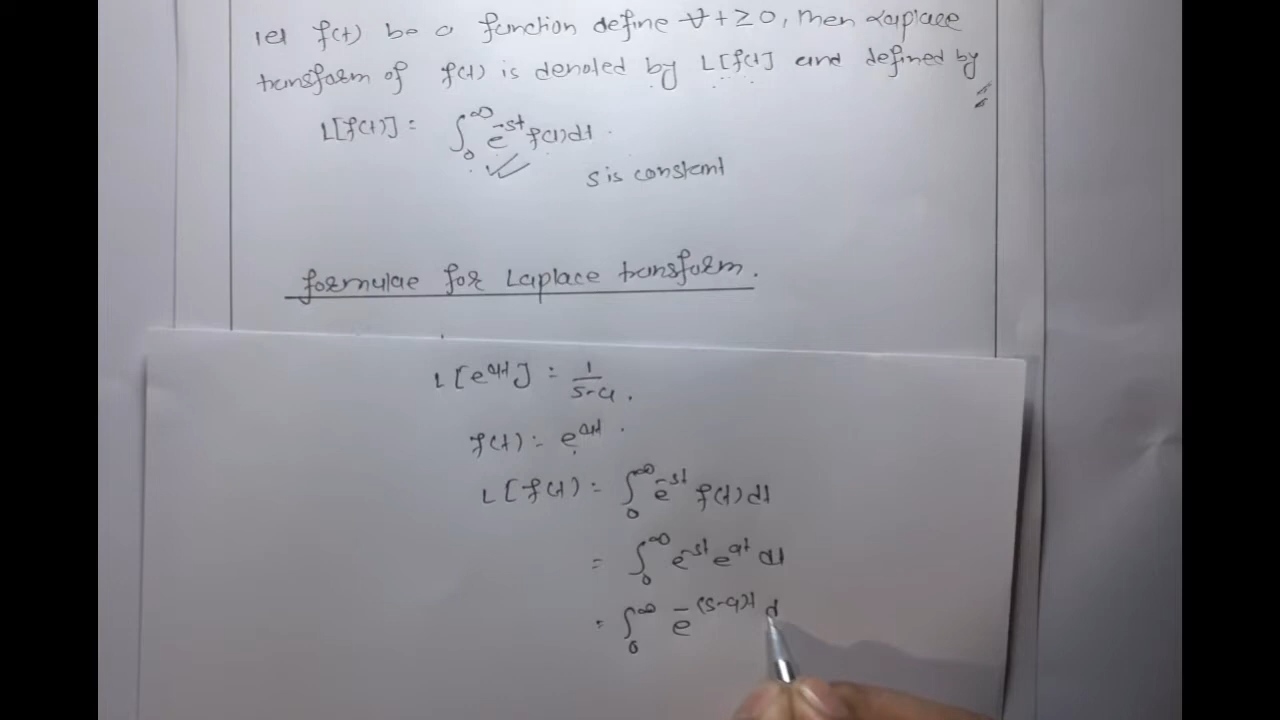 let f(t) be a function define ∀ t ≥ 0, then Laplace
transform of f(t) is denoted by L[f(t)] and defined by
L[f(t)] = ∫₀^∞ e^-st f(t)dt.
s is constant
formulae for Laplace transform.
L[e^at] = 1/s-a.
f(t) = e^at.
L[f(t) = ∫₀^∞ e^-st f(t) dt
= ∫₀^∞ e^-st e^at dt
= ∫₀^∞ e^-(s-a)t d